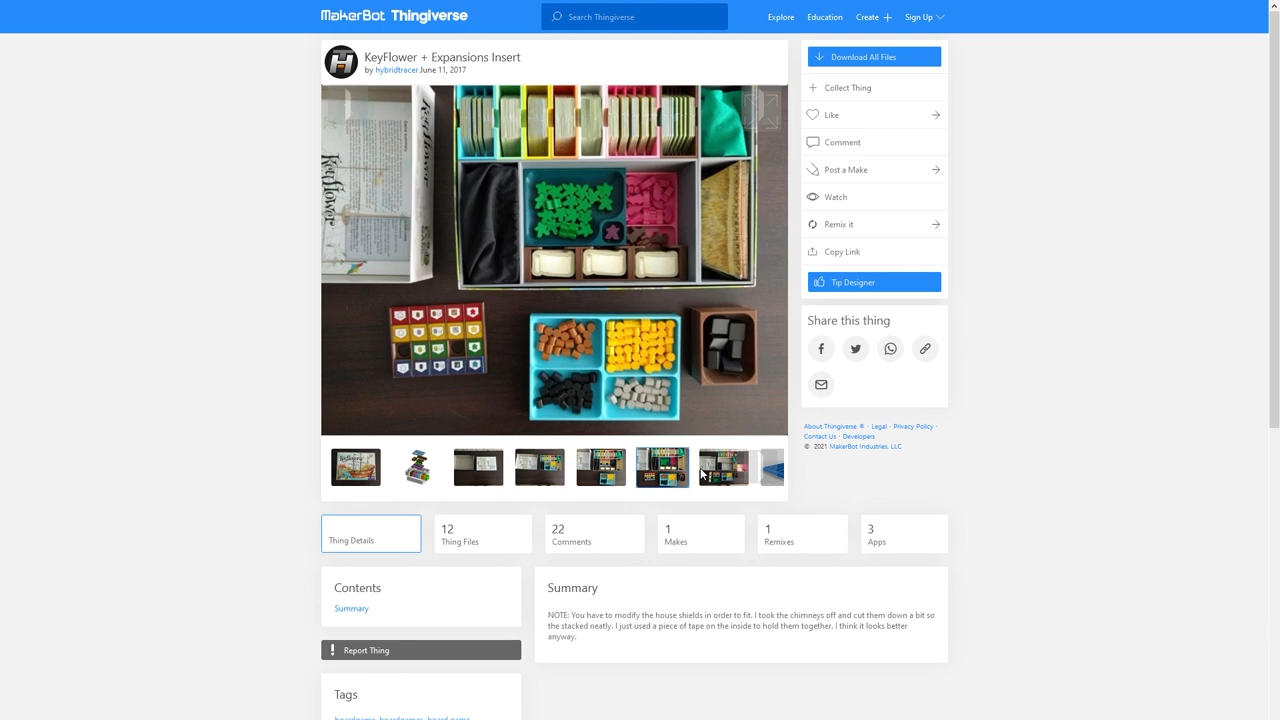 MakerBot Thingiverse
Search Thingiverse
Explore
Education
Create
Sign Up
KeyFlower + Expansions Insert
by hybridtracer June 11, 2017
Keyflower
Download All Files
Collect Thing
Like
Comment
Post a Make
Watch
Remix it
Copy Link
Tip Designer
Share this thing
About Thingiverse ® · Legal · Privacy Policy ·
Contact Us · Developers
© 2021 MakerBot Industries, LLC
Thing Details
12
Thing Files
22
Comments
1
Makes
1
Remixes
3
Apps
Contents
Summary
Report Thing
Tags
boardgame boardgames board game
Summary
NOTE: You have to modify the house shields in order to fit. I took the chimneys off and cut them down a bit so
the stacked neatly. I just used a piece of tape on the inside to hold them together. I think it looks better
anyway.